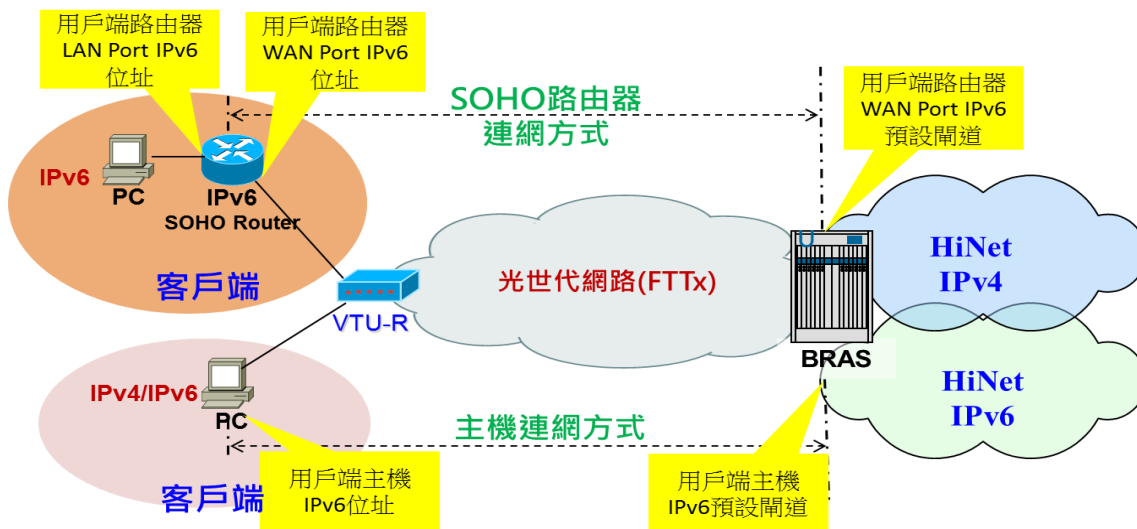 用戶端路由器
LAN Port IPv6
位址
用戶端路由器
WAN Port IPv6
位址
SOHO路由器
連網方式
用戶端路由器
WAN Port IPv6
預設閘道
IPv6
PC
IPv6
SOHO Router
客戶端
VTU-R
光世代網路(FTTx)
HiNet
IPv4
BRAS
HiNet
IPv6
IPv4/IPv6
PC
主機連網方式
客戶端
用戶端主機
IPv6位址
用戶端主機
IPv6預設閘道